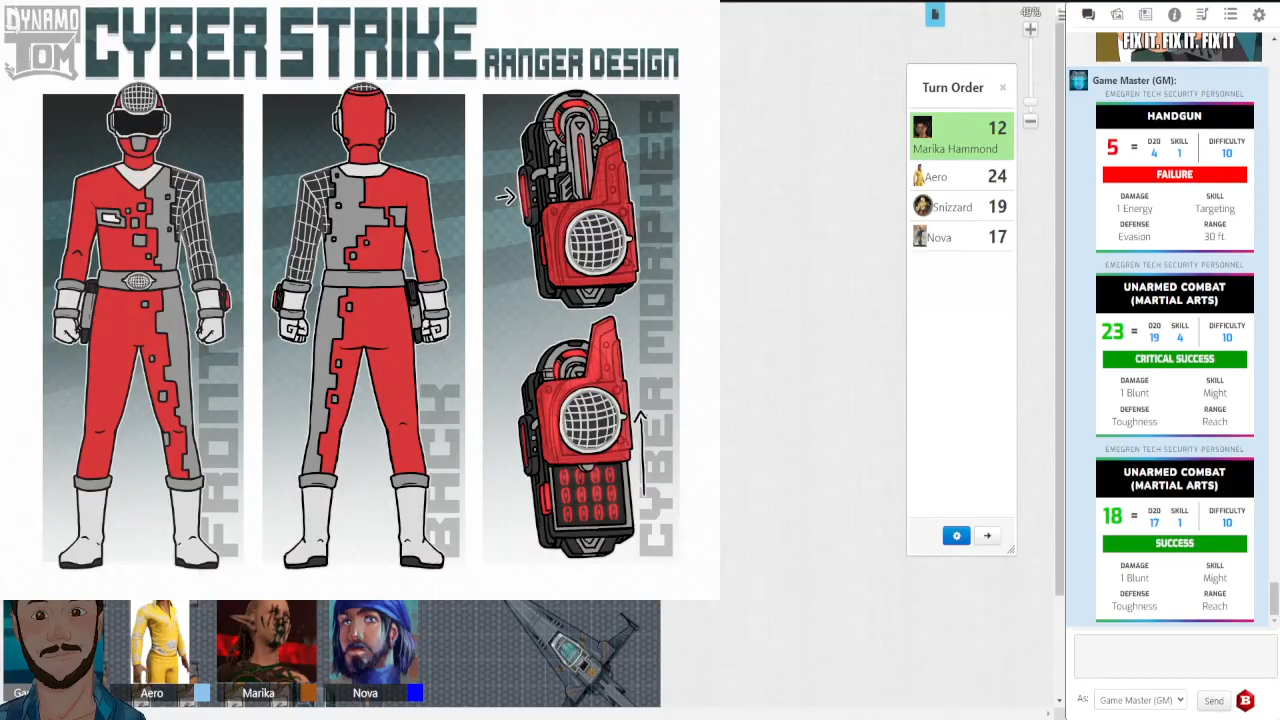 DYNAMO
TOM
CYBER STRIKE
RANGER DESIGN
FRONT
BACK
CYBER MORPHER
49%
Turn Order
×
12
Marika Hammond
Aero
24
Snizzard
19
Nova
17
FIX IT. FIX IT. FIX IT
Game Master (GM):
EMEGREN TECH SECURITY PERSONNEL
HANDGUN
5 = D20 4 SKILL 1 DIFFICULTY 10
FAILURE
DAMAGE SKILL
1 Energy Targeting
DEFENSE RANGE
Evasion 30 ft.
EMEGREN TECH SECURITY PERSONNEL
UNARMED COMBAT
(MARTIAL ARTS)
23 = D20 19 SKILL 4 DIFFICULTY 10
CRITICAL SUCCESS
DAMAGE SKILL
1 Blunt Might
DEFENSE RANGE
Toughness Reach
EMEGREN TECH SECURITY PERSONNEL
UNARMED COMBAT
(MARTIAL ARTS)
18 = D20 17 SKILL 1 DIFFICULTY 10
SUCCESS
DAMAGE SKILL
1 Blunt Might
DEFENSE RANGE
Toughness Reach
As: Game Master (GM) Send B
Aero
Marika
Nova